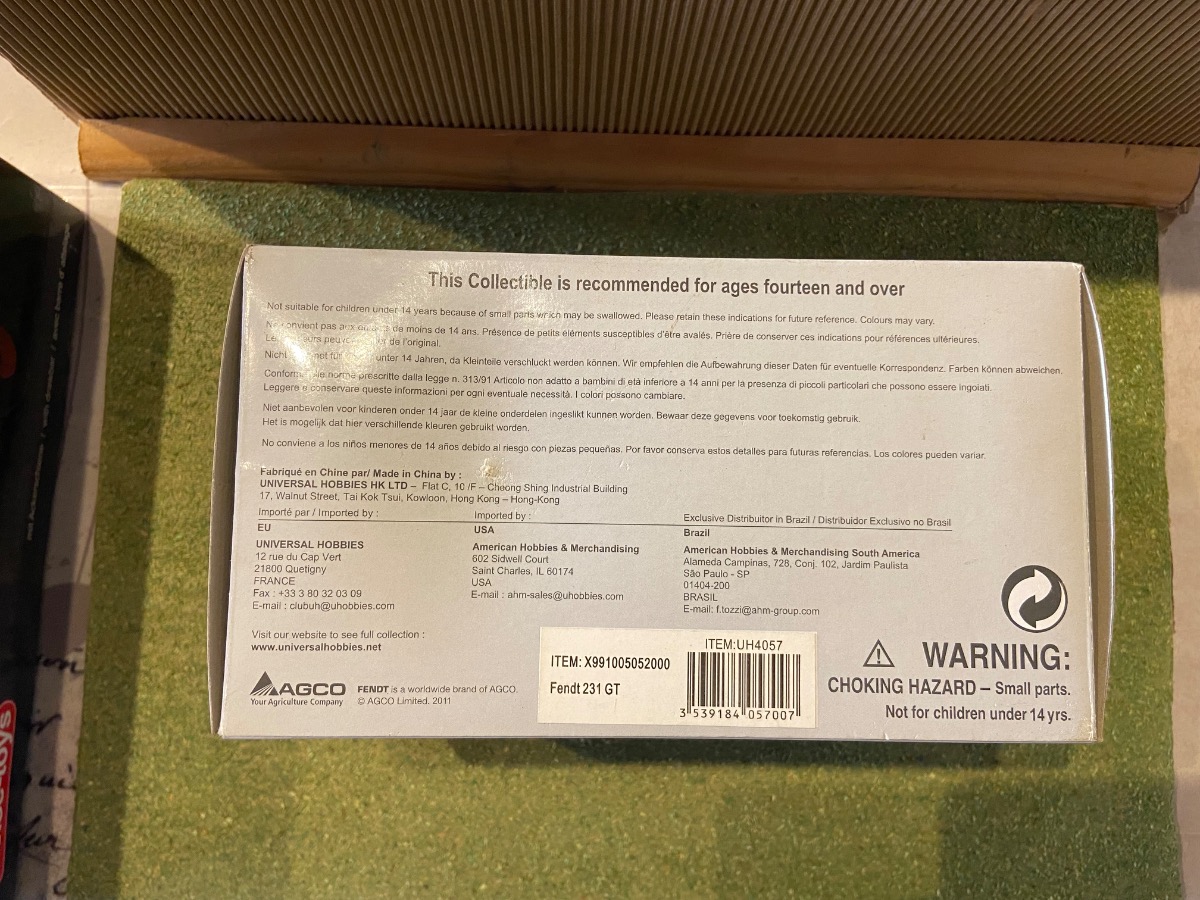 This Collectible is recommended for ages fourteen and over
Not suitable for children under 14 years because of small parts which may be swallowed. Please retain these indications for future reference. Colours may vary.
convient pas aux de moins de 14 ans. Présence de petits éléments susceptibles d'être avalés. Prière de conserver ces indications pour références ultérieures.
de l'original.
Nicht unter 14 Jahren, da Kleinteile verschluckt werden können. Wir empfehlen die Aufbewahrung dieser Daten für eventuelle Korrespondenz. Farben können abweichen.
norme prescritte dalla legge n. 313/91 Articolo non adatto a bambini di età inferiore a 14 anni per la presenza di piccoli particolari che possono essere ingoiati.
Leggere e conservare queste informazioni per ogni eventuale necessità. I colori possono cambiare.
Niet aanbevolen voor kinderen onder 14 jaar de kleine onderdelen ingeslikt kunnen worden. Bewaar deze gegevens voor toekomstig gebruik.
Het is mogelijk dat hier verschillende kleuren gebruikt worden.
No conviene a los niños menores de 14 años debido al riesgo con piezas pequeñas. Por favor conserva estos detalles para futuras referencias. Los colores pueden variar.
Fabriqué en Chine par/ Made in China by :
UNIVERSAL HOBBIES HK LTD – Flat C, 10 /F – Cheong Shing Industrial Building
17, Walnut Street, Tai Kok Tsui, Kowloon, Hong Kong – Hong-Kong
Importé par / Imported by :
EU
UNIVERSAL HOBBIES
12 rue du Cap Vert
21800 Quetigny
FRANCE
Fax : +33 3 80 32 03 09
E-mail : clubuh@uhobbies.com
Imported by :
USA
American Hobbies & Merchandising
602 Sidwell Court
Saint Charles, IL 60174
USA
E-mail : ahm-sales@uhobbies.com
Exclusive Distributor in Brazil / Distribuidor Exclusivo no Brasil
Brazil
American Hobbies & Merchandising South America
Alameda Campinas, 728, Conj. 102, Jardim Paulista
São Paulo - SP
01404-200
BRASIL
E-mail: f.tozzi@ahm-group.com
Visit our website to see full collection :
www.universalhobbies.net
AGCO
Your Agriculture Company
FENDT is a worldwide brand of AGCO.
© AGCO Limited. 2011
ITEM: X991005052000
Fendt 231 GT
ITEM:UH4057
3 539184 057007
WARNING:
CHOKING HAZARD – Small parts.
Not for children under 14 yrs.